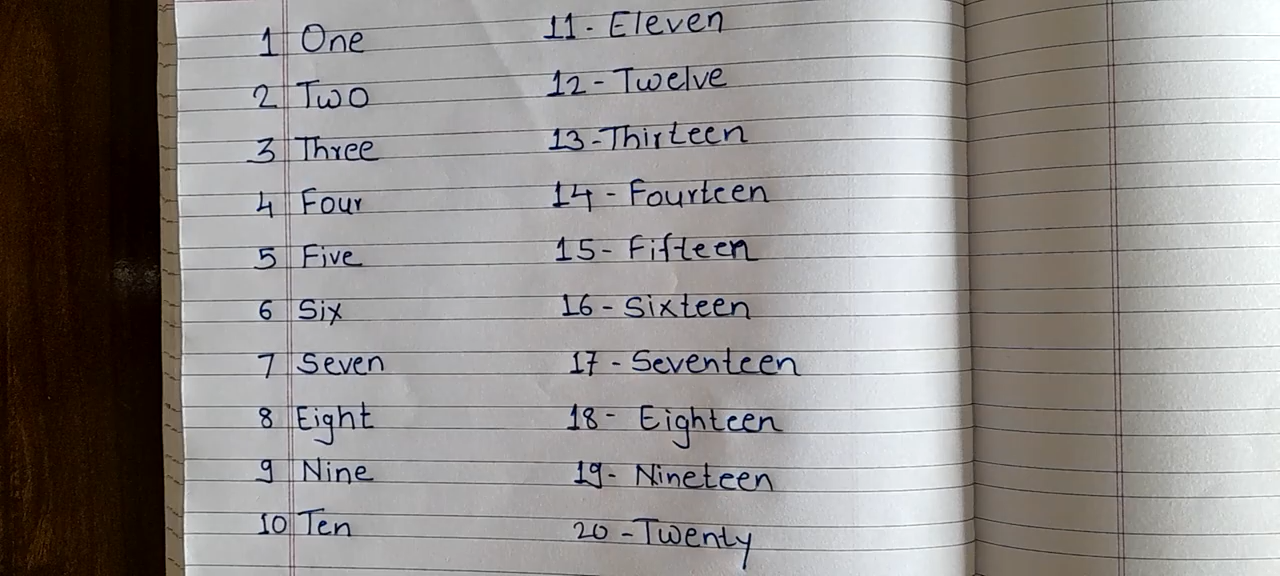 1 One
2 Two
3 Three
4 Four
5 Five
6 Six
7 Seven
8 Eight
9 Nine
10 Ten
11 - Eleven
12 - Twelve
13 - Thirteen
14 - Fourteen
15 - Fifteen
16 - Sixteen
17 - Seventeen
18 - Eighteen
19 - Nineteen
20 - Twenty